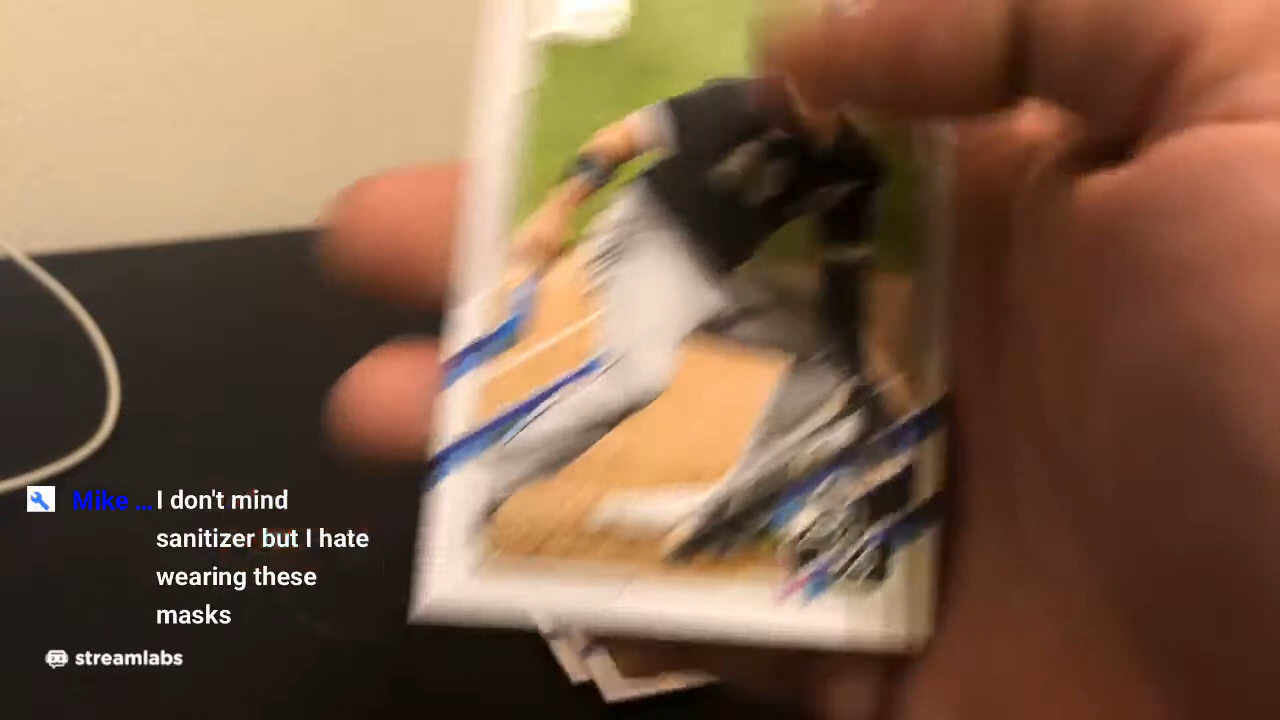 Mike ... I don't mind
sanitizer but I hate
wearing these
masks
streamlabs